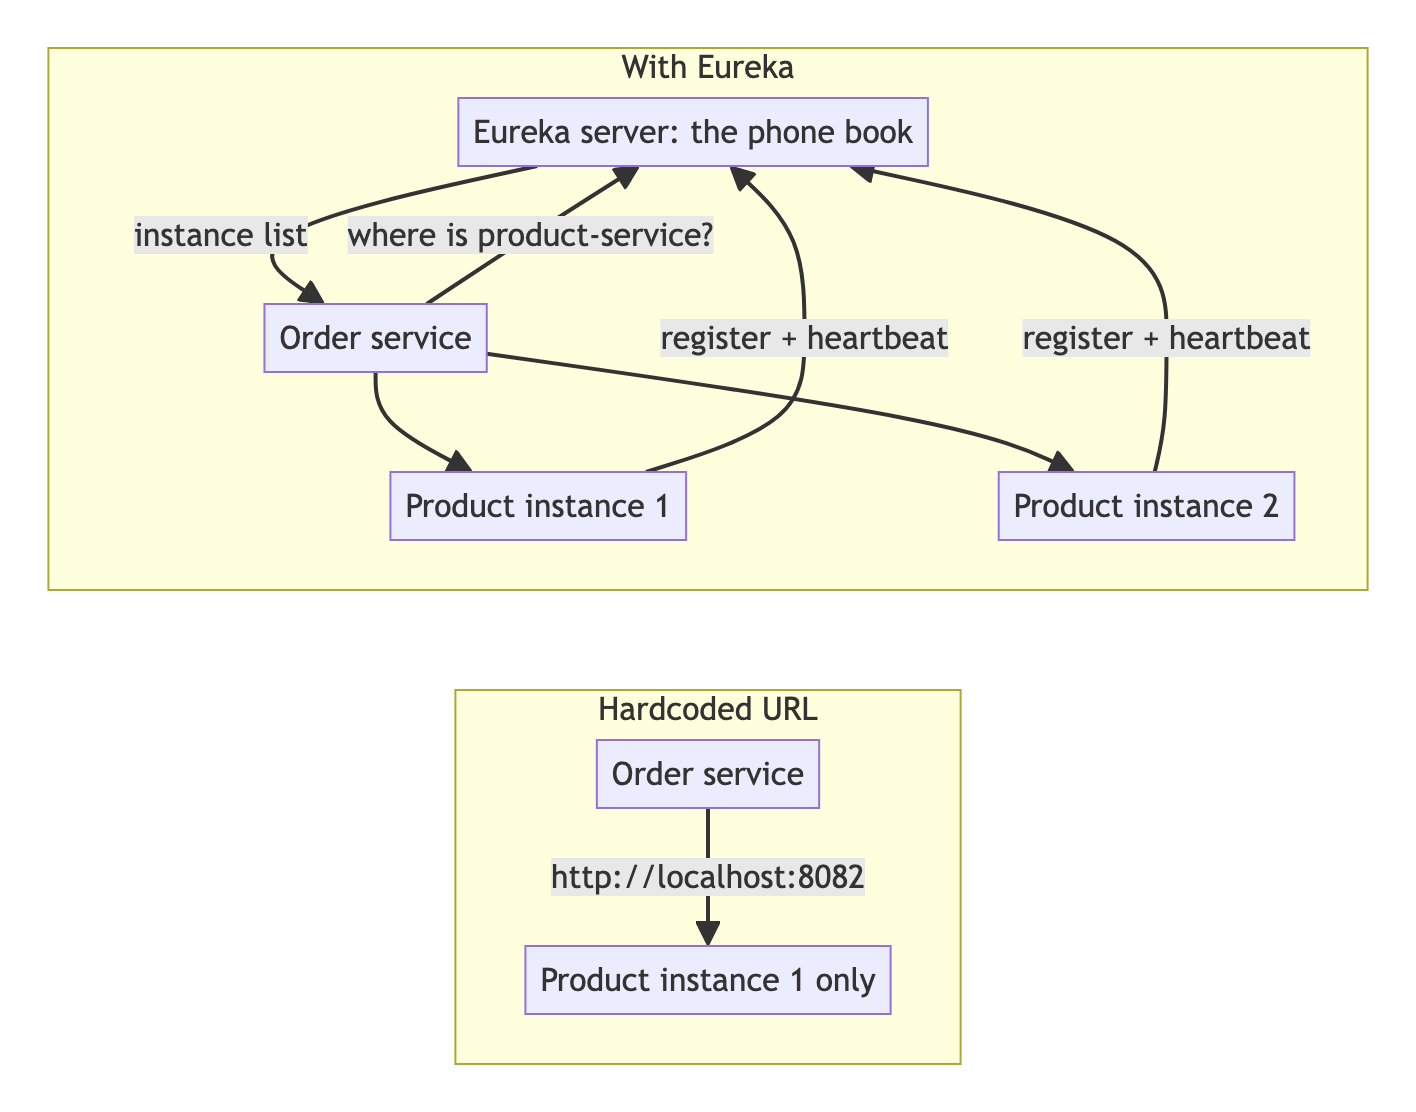 With Eureka
Eureka server: the phone book
instance list
where is product-service?
Order service
register + heartbeat
register + heartbeat
Product instance 1
Product instance 2
Hardcoded URL
Order service
http://localhost:8082
Product instance 1 only